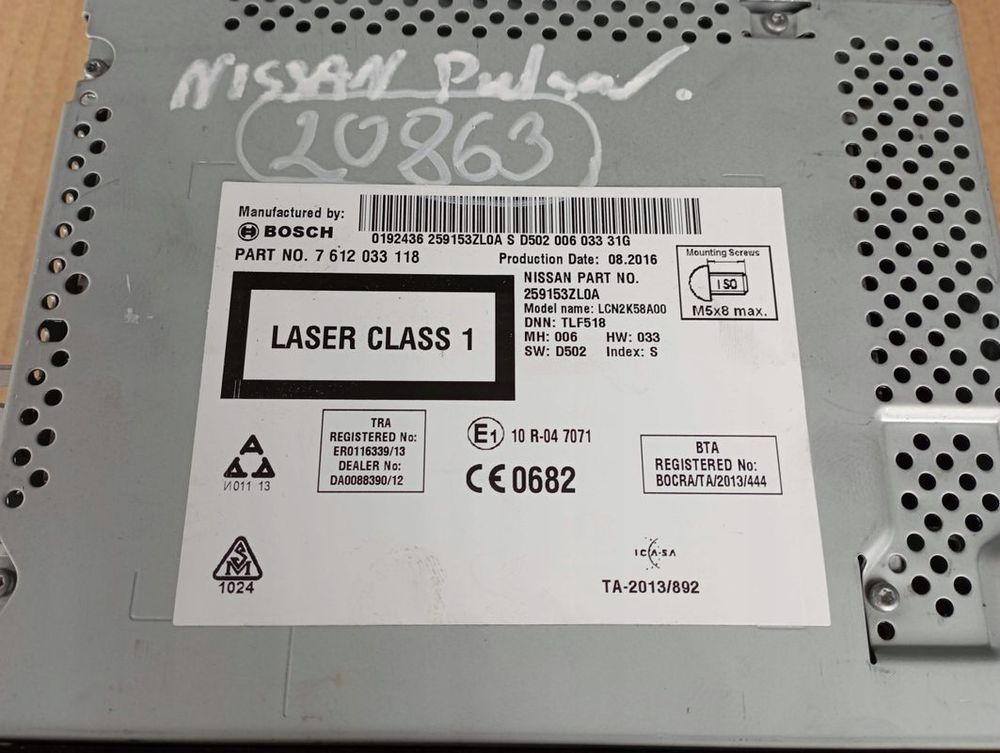 NISSAN Pulsar.
20863
Manufactured by:
BOSCH
0192436 259153ZL0A S D502 006 033 31G
PART NO. 7 612 033 118
Production Date: 08.2016
NISSAN PART NO.
259153ZL0A
Model name: LCN2K58A00
DNN: TLF518
MH: 006 HW: 033
SW: D502 Index: S
Mounting Screws
ISO
M5x8 max.
LASER CLASS 1
TRA
REGISTERED No:
ER0116339/13
DEALER No:
DA0088390/12
E1 10 R-04 7071
CE 0682
BTA
REGISTERED No:
BOCRA/TA/2013/444
A
И011 13
SM
1024
ICASA
TA-2013/892